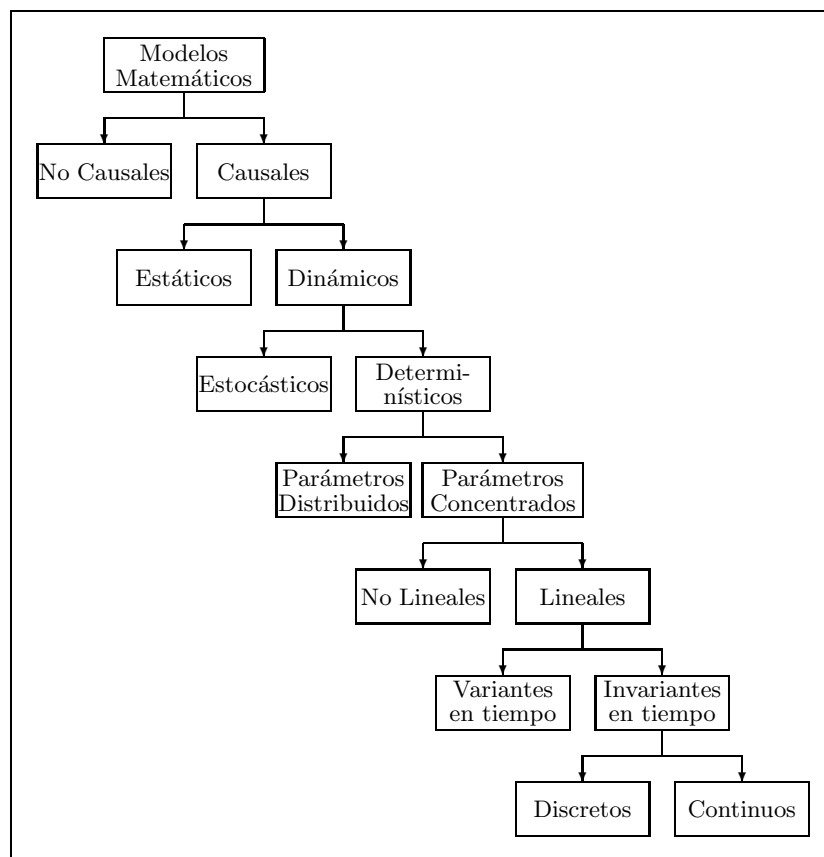 Modelos
Matemáticos
No Causales
Causales
Estáticos
Dinámicos
Estocásticos
Determi-
nísticos
Parámetros
Distribuidos
Parámetros
Concentrados
No Lineales
Lineales
Variantes
en tiempo
Invariantes
en tiempo
Discretos
Continuos